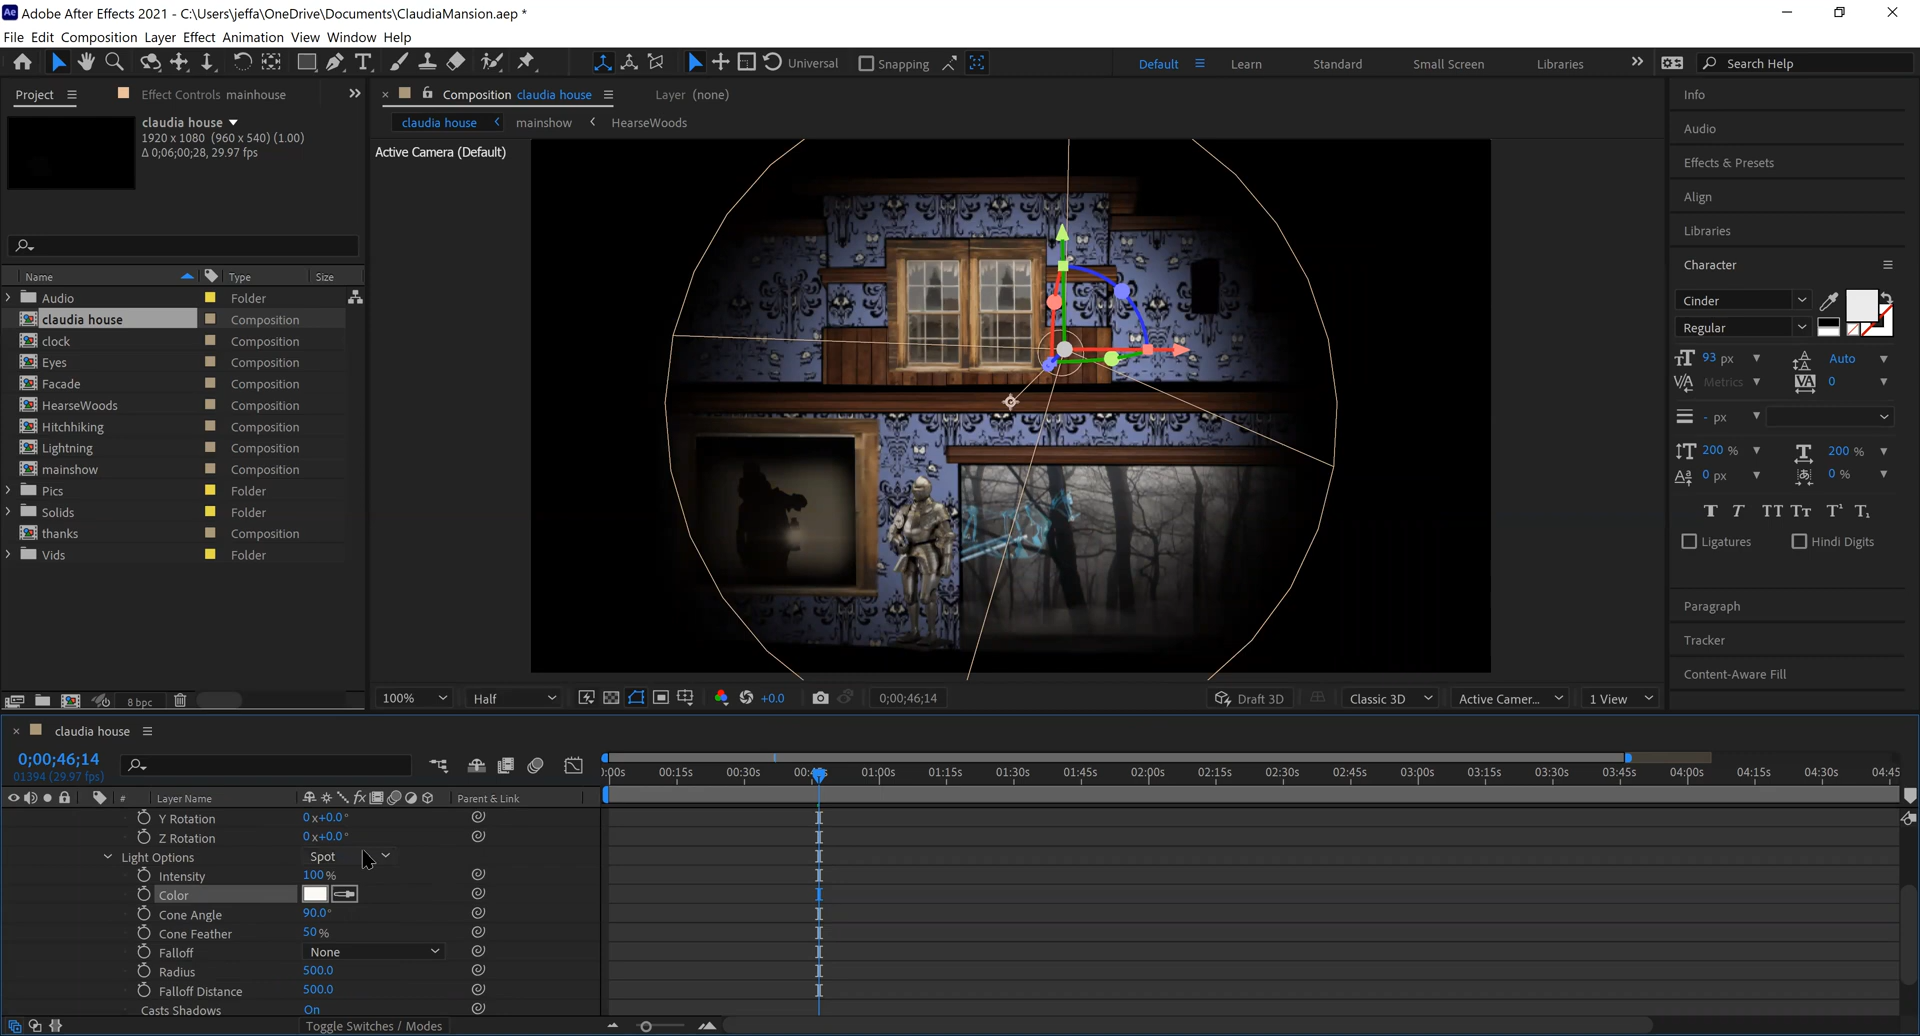 Ae Adobe After Effects 2021 - C:\Users\jeffa\OneDrive\Documents\ClaudiaMansion.aep *
File Edit Composition Layer Effect Animation View Window Help
Universal Snapping Default Learn Standard Small Screen Libraries Search Help
Project Effect Controls mainhouse
claudia house
1920 x 1080 (960 x 540) (1.00)
Δ 0;06;00;28, 29.97 fps
Name Type Size
Audio Folder
claudia house Composition
clock Composition
Eyes Composition
Facade Composition
HearseWoods Composition
Hitchhiking Composition
Lightning Composition
mainshow Composition
Pics Folder
Solids Folder
thanks Composition
Vids Folder
8 bpc
Composition claudia house Layer (none)
claudia house mainshow HearseWoods
Active Camera (Default)
100% Half +0.0 0;00;46;14 Draft 3D Classic 3D Active Camer... 1 View
Info
Audio
Effects & Presets
Align
Libraries
Character
Cinder
Regular
93 px Auto
Metrics 0
- px
200 % 200 %
0 px 0 %
T T TT Tт T¹ T₁
Ligatures Hindi Digits
Paragraph
Tracker
Content-Aware Fill
claudia house
0;00;46;14
01394 (29.97 fps)
):00s 00:15s 00:30s 00:4 01:00s 01:15s 01:30s 01:45s 02:00s 02:15s 02:30s 02:45s 03:00s 03:15s 03:30s 03:45s 04:00s 04:15s 04:30s 04:45
# Layer Name fx Parent & Link
Y Rotation 0 x+0.0°
Z Rotation 0 x+0.0°
Light Options Spot
Intensity 100 %
Color
Cone Angle 90.0°
Cone Feather 50 %
Falloff None
Radius 500.0
Falloff Distance 500.0
Casts Shadows On
Toggle Switches / Modes